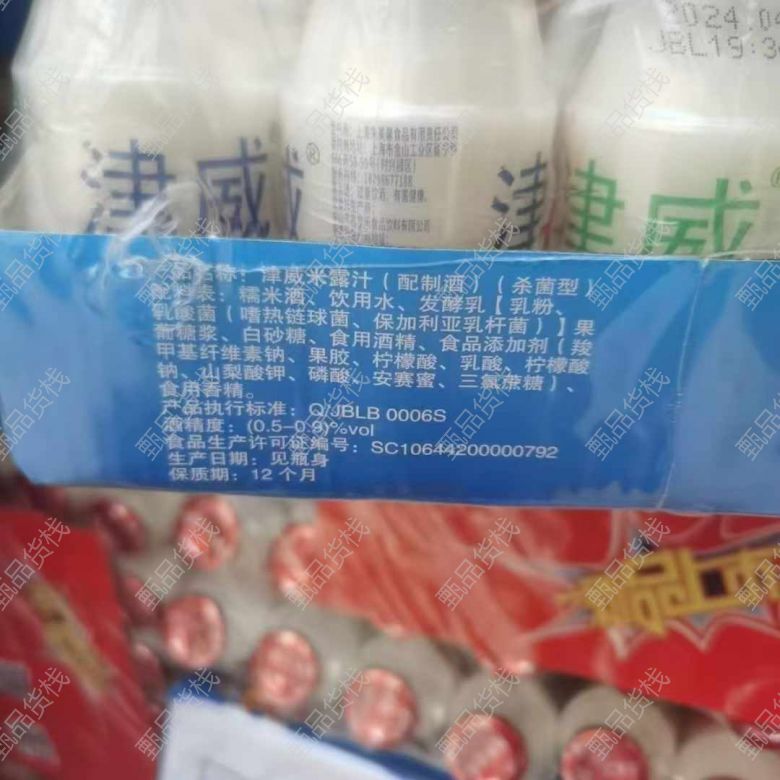 2024.04
JBL19:3
津威®
津威
津威
品名称：津威米露汁（配制酒）（杀菌型）
配料表：糯米酒、饮用水、发酵乳【乳粉、
乳酸菌（嗜热链球菌、保加利亚乳杆菌）】果
葡糖浆、白砂糖、食用酒精、食品添加剂（羧
甲基纤维素钠、果胶、柠檬酸、乳酸、柠檬酸
钠、山梨酸钾、磷酸、安赛蜜、三氯蔗糖）、
食用香精。
产品执行标准：Q/JBLB 0006S
酒精度：(0.5-0.9)%vol
食品生产许可证编号：SC10644200000792
生产日期：见瓶身
保质期：12个月
甄品货栈